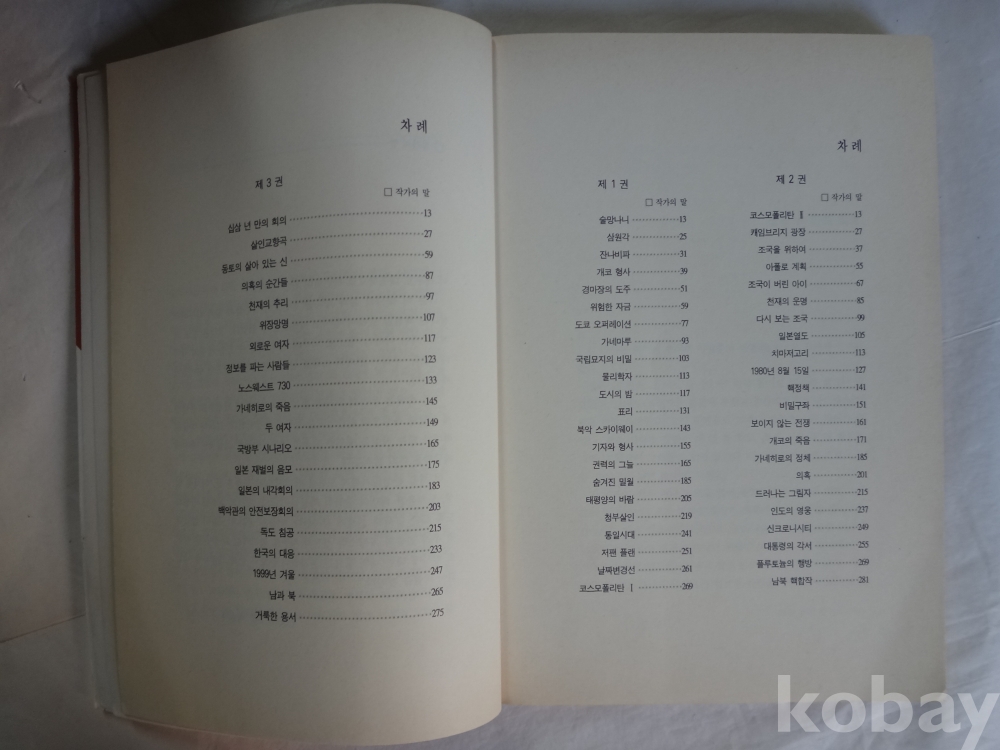 차 례
제 3 권
□ 작가의 말
십삼 년 만의 회의 13
살인교향곡 27
동토의 살아 있는 신 59
의혹의 순간들 87
천재의 추리 97
위장망명 107
외로운 여자 117
정보를 파는 사람들 123
노스웨스트 730 133
가네히로의 죽음 145
두 여자 149
국방부 시나리오 165
일본 재벌의 음모 175
일본의 내각회의 183
백악관의 안전보장회의 203
독도 침공 215
한국의 대응 233
1999년 겨울 247
남과 북 265
거룩한 용서 275
차 례
제 1 권
□ 작가의 말
술망나니 13
삼원각 25
잔나비파 31
개코 형사 39
경마장의 도주 51
위험한 자금 59
도쿄 오퍼레이션 77
가네마루 93
국립묘지의 비밀 103
물리학자 113
도시의 밤 117
표리 131
북악 스카이웨이 143
기자와 형사 155
권력의 그늘 165
숨겨진 밀월 185
태평양의 바람 205
청부살인 219
통일시대 241
저팬 플랜 251
날짜변경선 261
코스모폴리탄 Ⅰ 269
제 2 권
□ 작가의 말
코스모폴리탄 Ⅱ 13
캐임브리지 광장 27
조국을 위하여 37
아폴로 계획 55
조국이 버린 아이 67
천재의 운명 85
다시 보는 조국 99
일본열도 105
치마저고리 113
1980년 8월 15일 127
핵정책 141
비밀구좌 151
보이지 않는 전쟁 161
개코의 죽음 171
가네히로의 정체 185
의혹 201
드러나는 그림자 215
인도의 영웅 237
신크로니시티 249
대통령의 각서 255
플루토늄의 행방 269
남북 핵합작 281
kobay